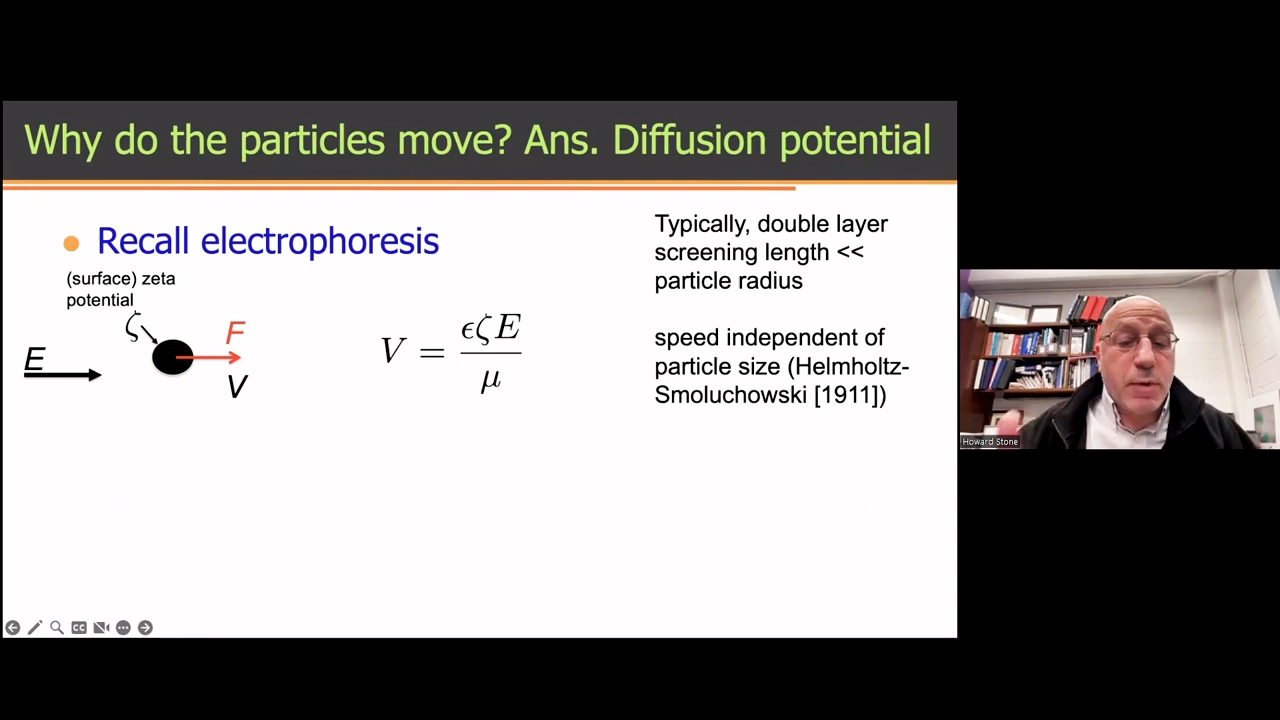 Why do the particles move? Ans. Diffusion potential
Recall electrophoresis
(surface) zeta
potential
ζ
E
F
V
V = ϵζE / μ
Typically, double layer
screening length <<
particle radius
speed independent of
particle size (Helmholtz-
Smoluchowski [1911])
Howard Stone
CC